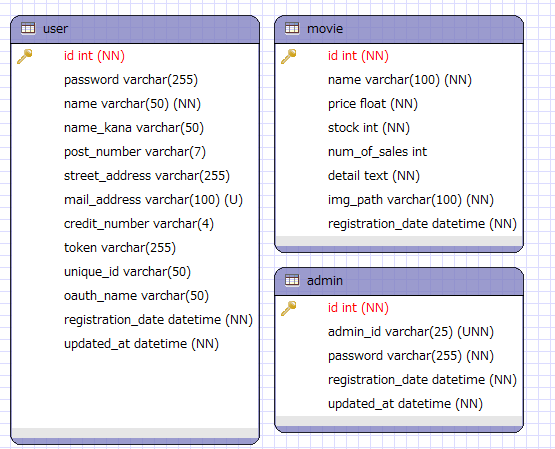 user
id int (NN)
password varchar(255)
name varchar(50) (NN)
name_kana varchar(50)
post_number varchar(7)
street_address varchar(255)
mail_address varchar(100) (U)
credit_number varchar(4)
token varchar(255)
unique_id varchar(50)
oauth_name varchar(50)
registration_date datetime (NN)
updated_at datetime (NN)
movie
id int (NN)
name varchar(100) (NN)
price float (NN)
stock int (NN)
num_of_sales int
detail text (NN)
img_path varchar(100) (NN)
registration_date datetime (NN)
admin
id int (NN)
admin_id varchar(25) (UNN)
password varchar(255) (NN)
registration_date datetime (NN)
updated_at datetime (NN)